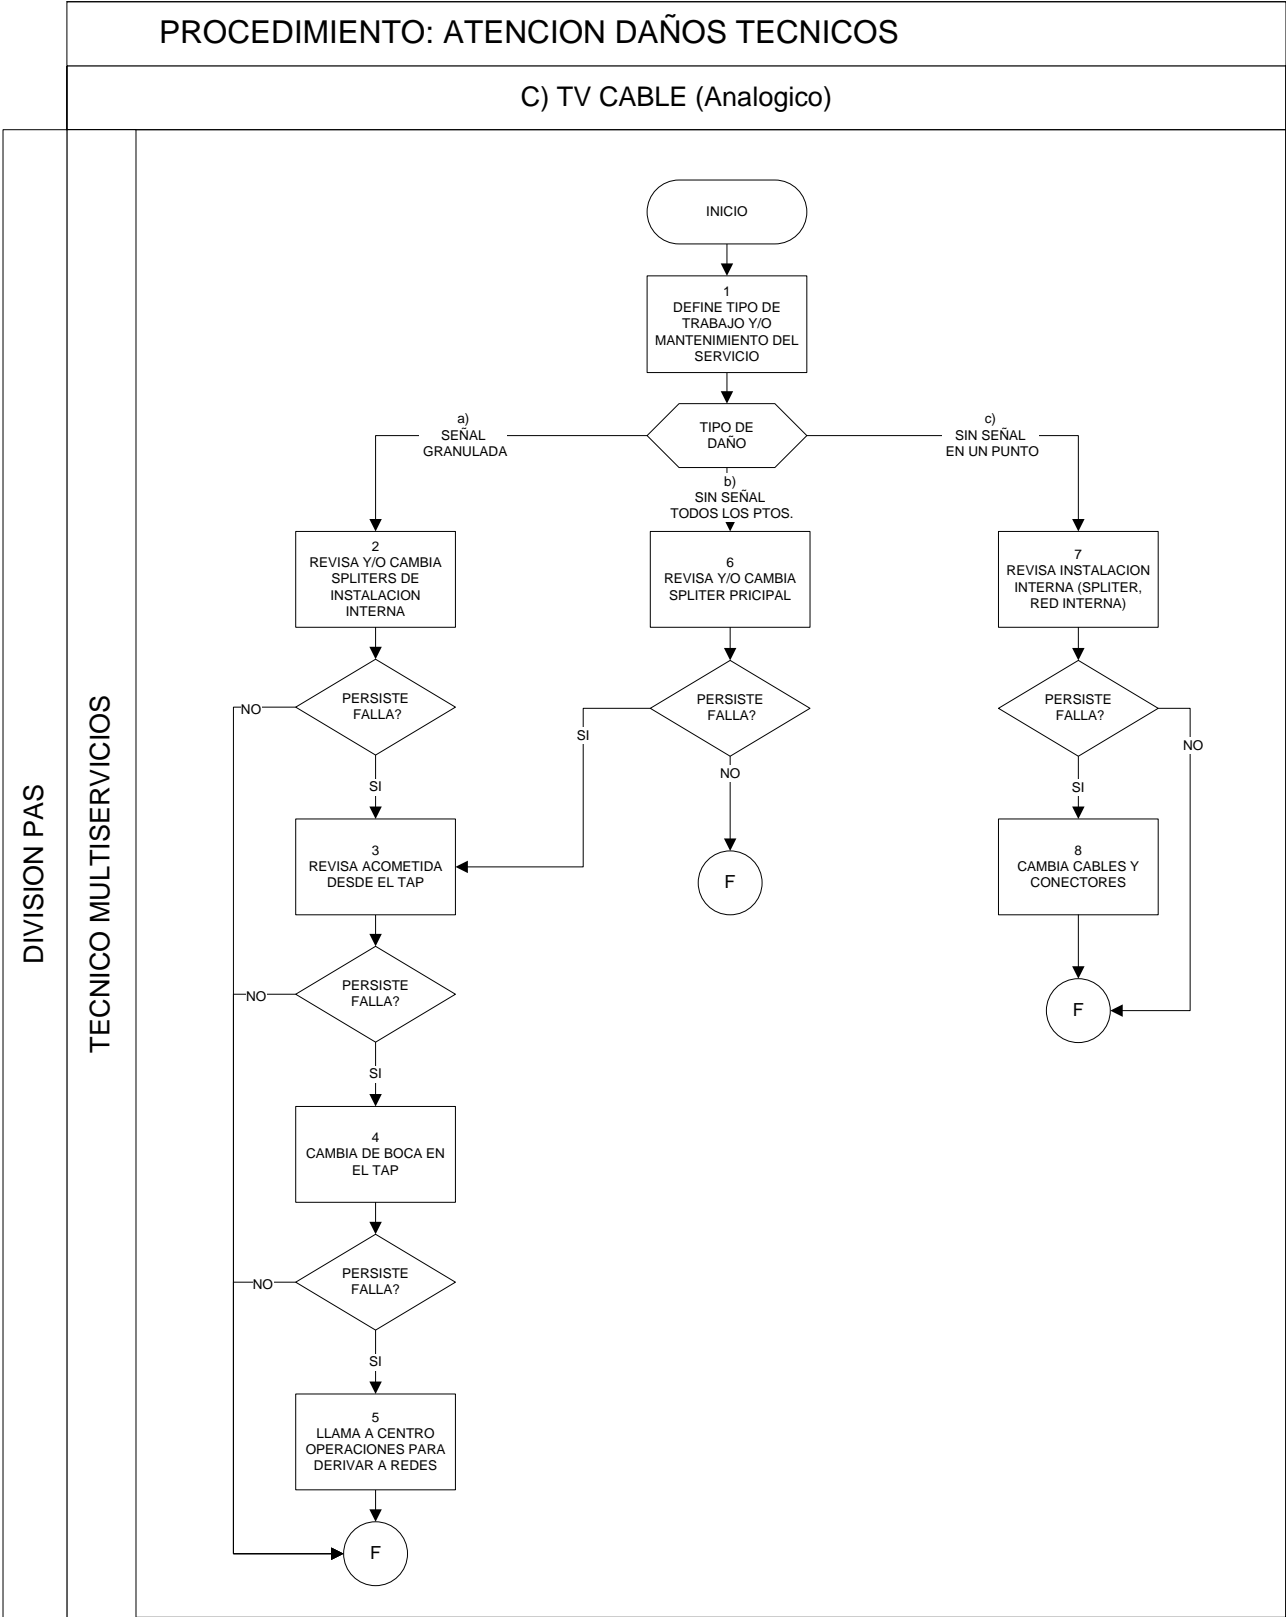 PROCEDIMIENTO: ATENCION DAÑOS TECNICOS
C) TV CABLE (Analogico)
DIVISION PAS
TECNICO MULTISERVICIOS
INICIO
1
DEFINE TIPO DE
TRABAJO Y/O
MANTENIMIENTO DEL
SERVICIO
TIPO DE
DAÑO
a)
SEÑAL
GRANULADA
b)
SIN SEÑAL
TODOS LOS PTOS.
c)
SIN SEÑAL
EN UN PUNTO
2
REVISA Y/O CAMBIA
SPLITERS DE
INSTALACION
INTERNA
6
REVISA Y/O CAMBIA
SPLITER PRICIPAL
7
REVISA INSTALACION
INTERNA (SPLITER,
RED INTERNA)
PERSISTE
FALLA?
NO
SI
PERSISTE
FALLA?
SI
NO
PERSISTE
FALLA?
NO
SI
3
REVISA ACOMETIDA
DESDE EL TAP
F
8
CAMBIA CABLES Y
CONECTORES
PERSISTE
FALLA?
NO
SI
F
4
CAMBIA DE BOCA EN
EL TAP
PERSISTE
FALLA?
NO
SI
5
LLAMA A CENTRO
OPERACIONES PARA
DERIVAR A REDES
F